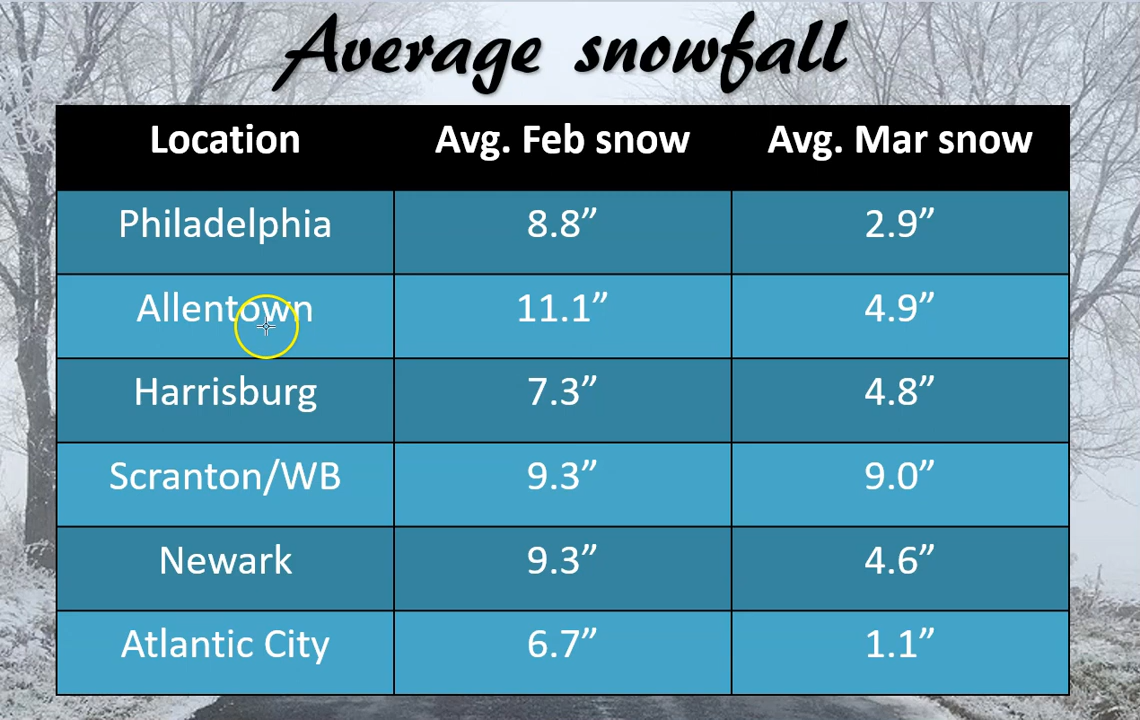 Average snowfall
Location Avg. Feb snow Avg. Mar snow
Philadelphia 8.8” 2.9”
Allentown 11.1” 4.9”
Harrisburg 7.3” 4.8”
Scranton/WB 9.3” 9.0”
Newark 9.3” 4.6”
Atlantic City 6.7” 1.1”